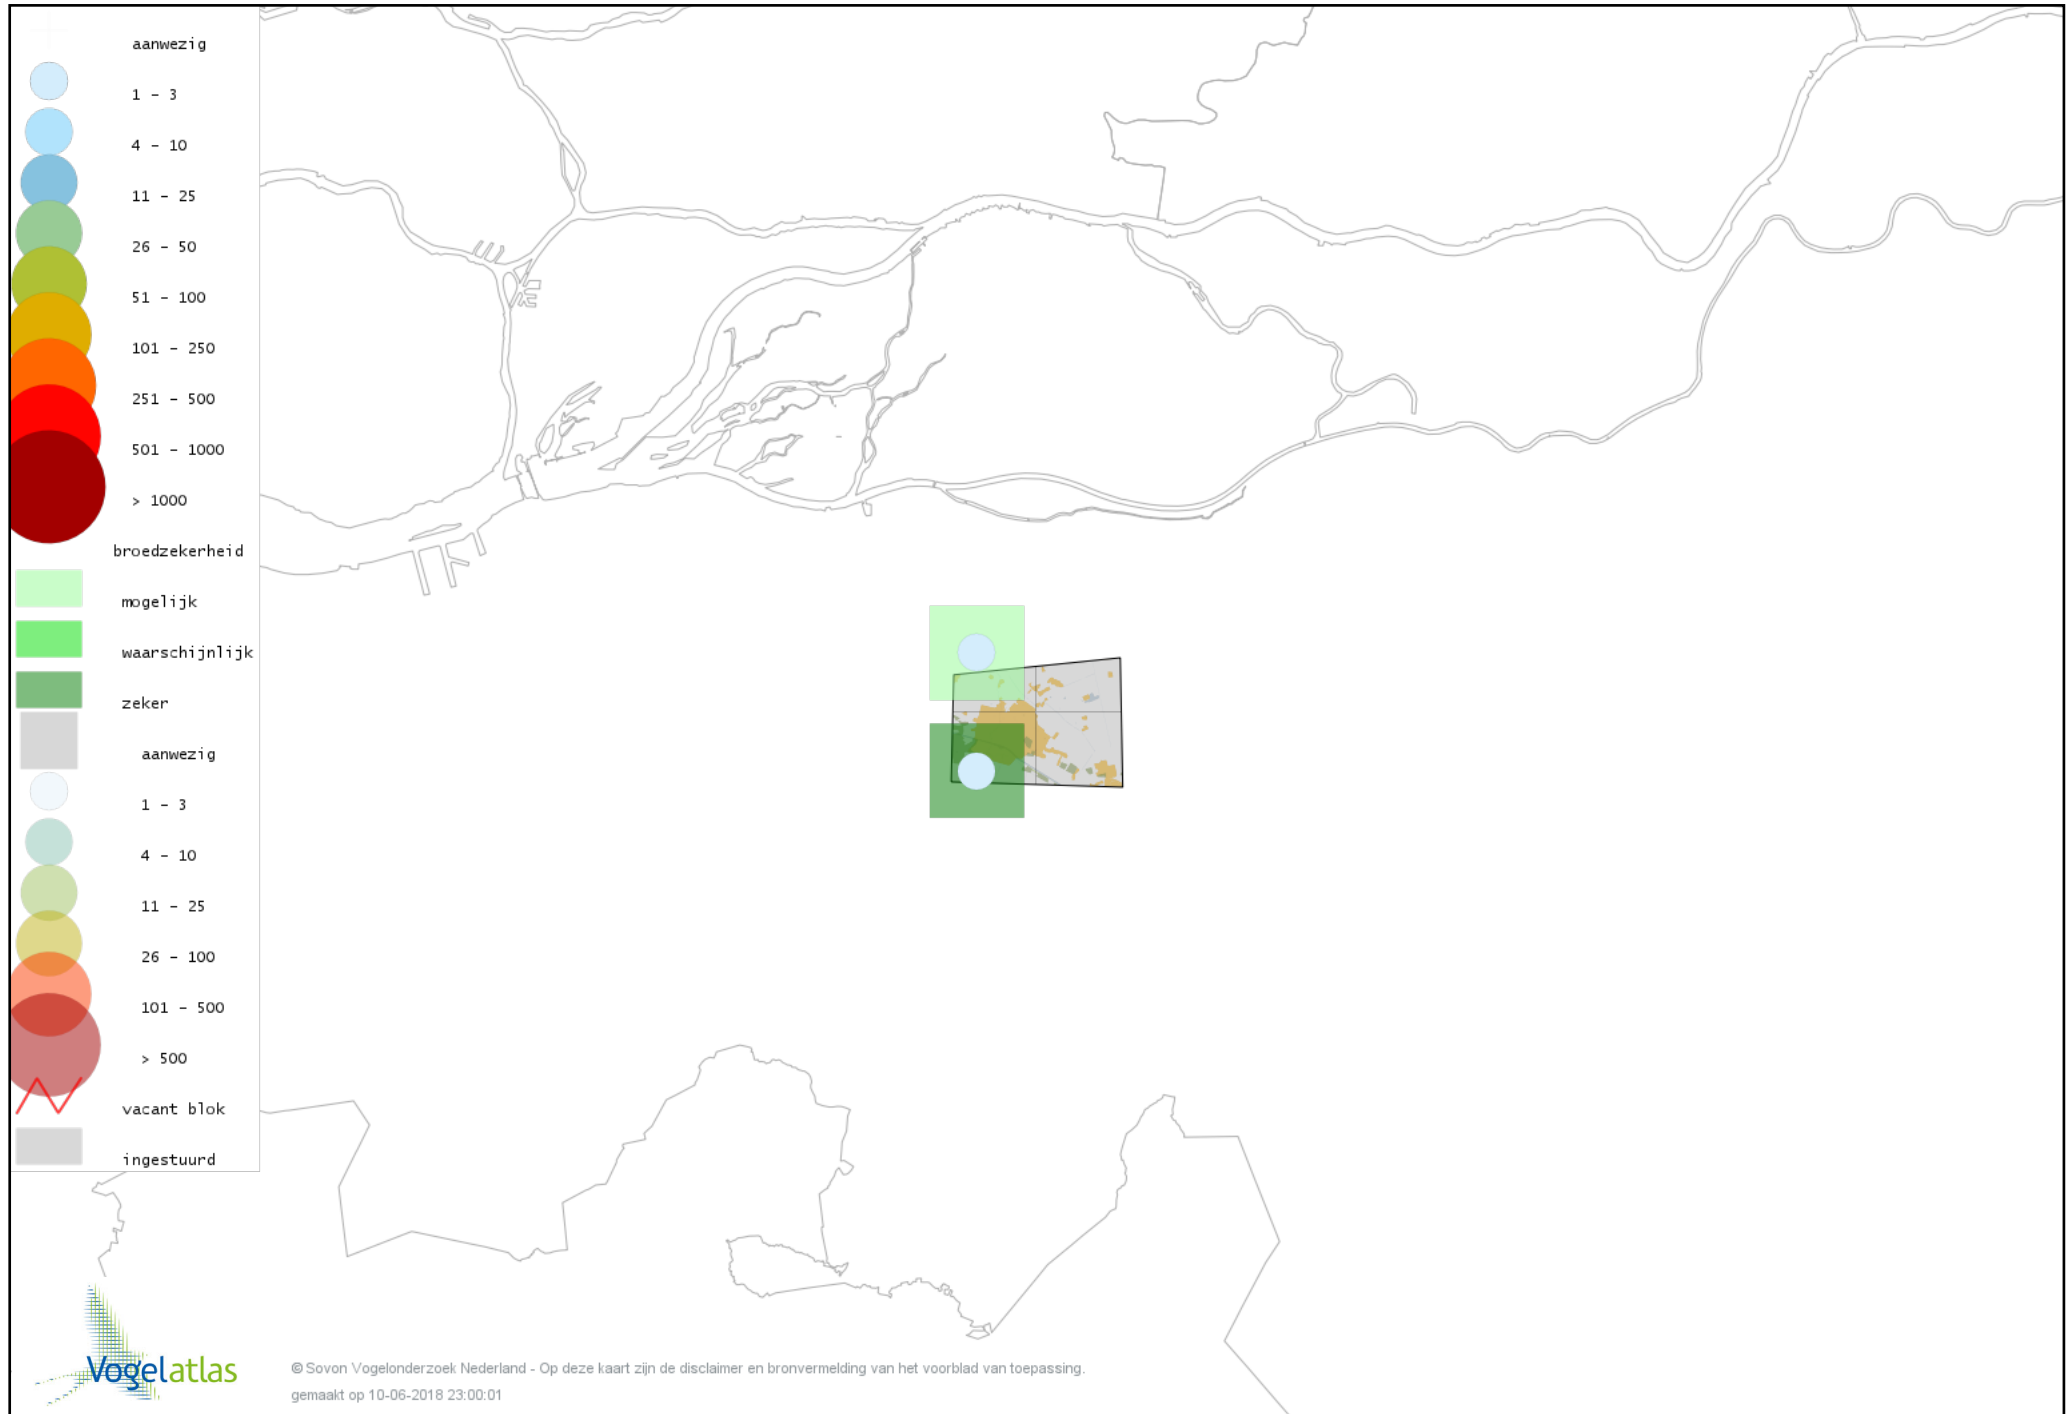 aanwezig
1 - 3
4 - 10
11 - 25
26 - 50
51 - 100
101 - 250
251 - 500
501 - 1000
> 1000
broedzekerheid
mogelijk
waarschijnlijk
zeker
aanwezig
1 - 3
4 - 10
11 - 25
26 - 100
101 - 500
> 500
vacant blok
ingestuurd
Vogelatlas
© Sovon Vogelonderzoek Nederland - Op deze kaart zijn de disclaimer en bronvermelding van het voorblad van toepassing.
gemaakt op 10-06-2018 23:00:01